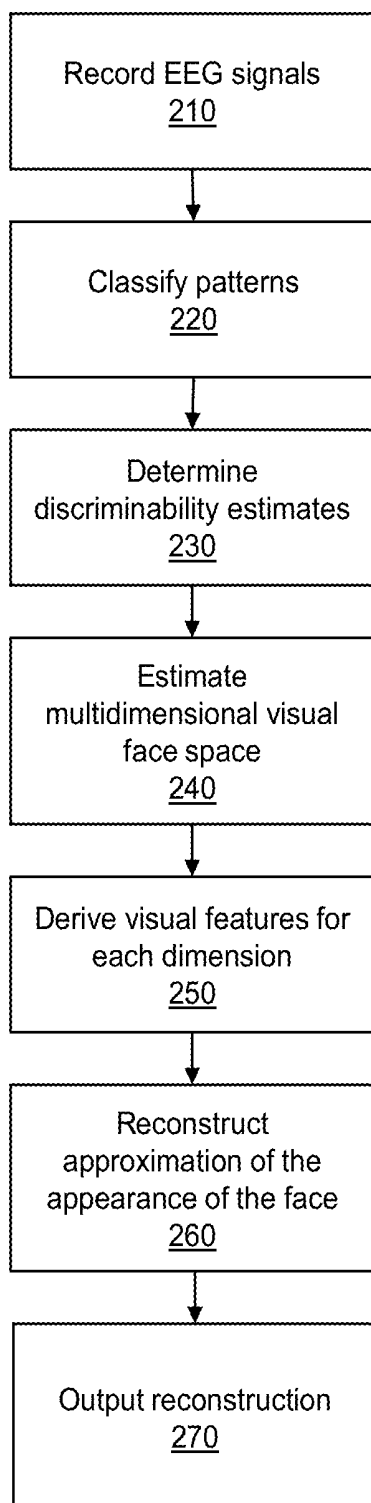 Record EEG signals
210
Classify patterns
220
Determine
discriminability estimates
230
Estimate
multidimensional visual
face space
240
Derive visual features for
each dimension
250
Reconstruct
approximation of the
appearance of the face
260
Output reconstruction
270